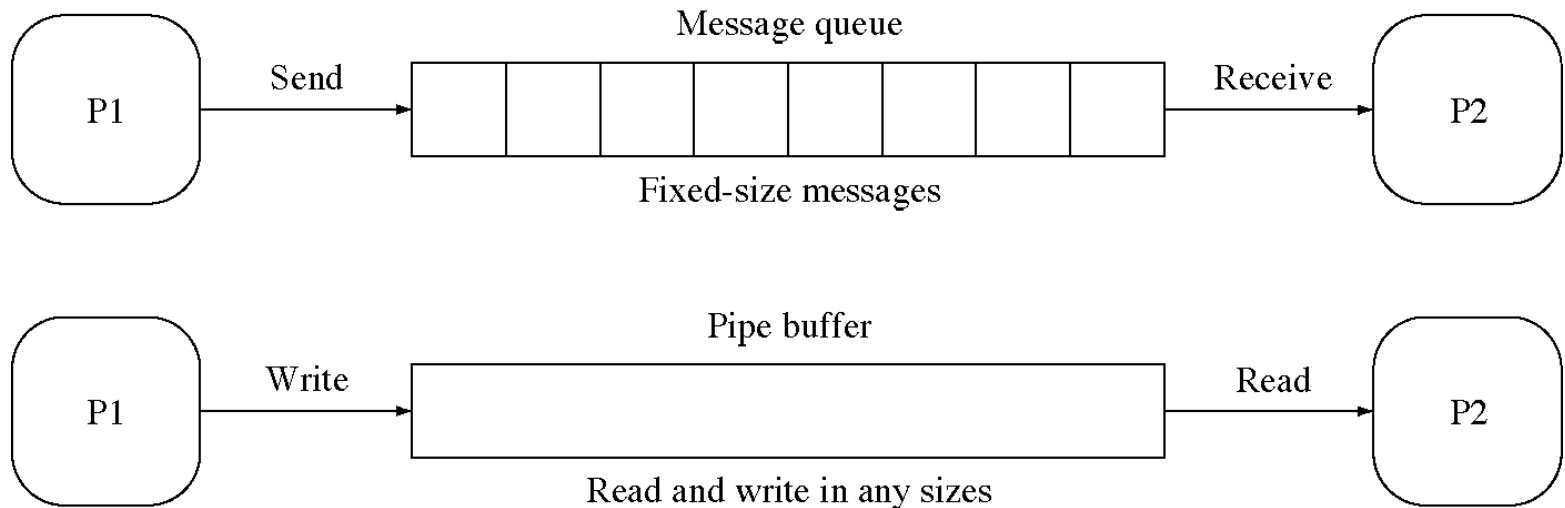 Message queue
P1
Send
Receive
P2
Fixed-size messages
Pipe buffer
P1
Write
Read
P2
Read and write in any sizes